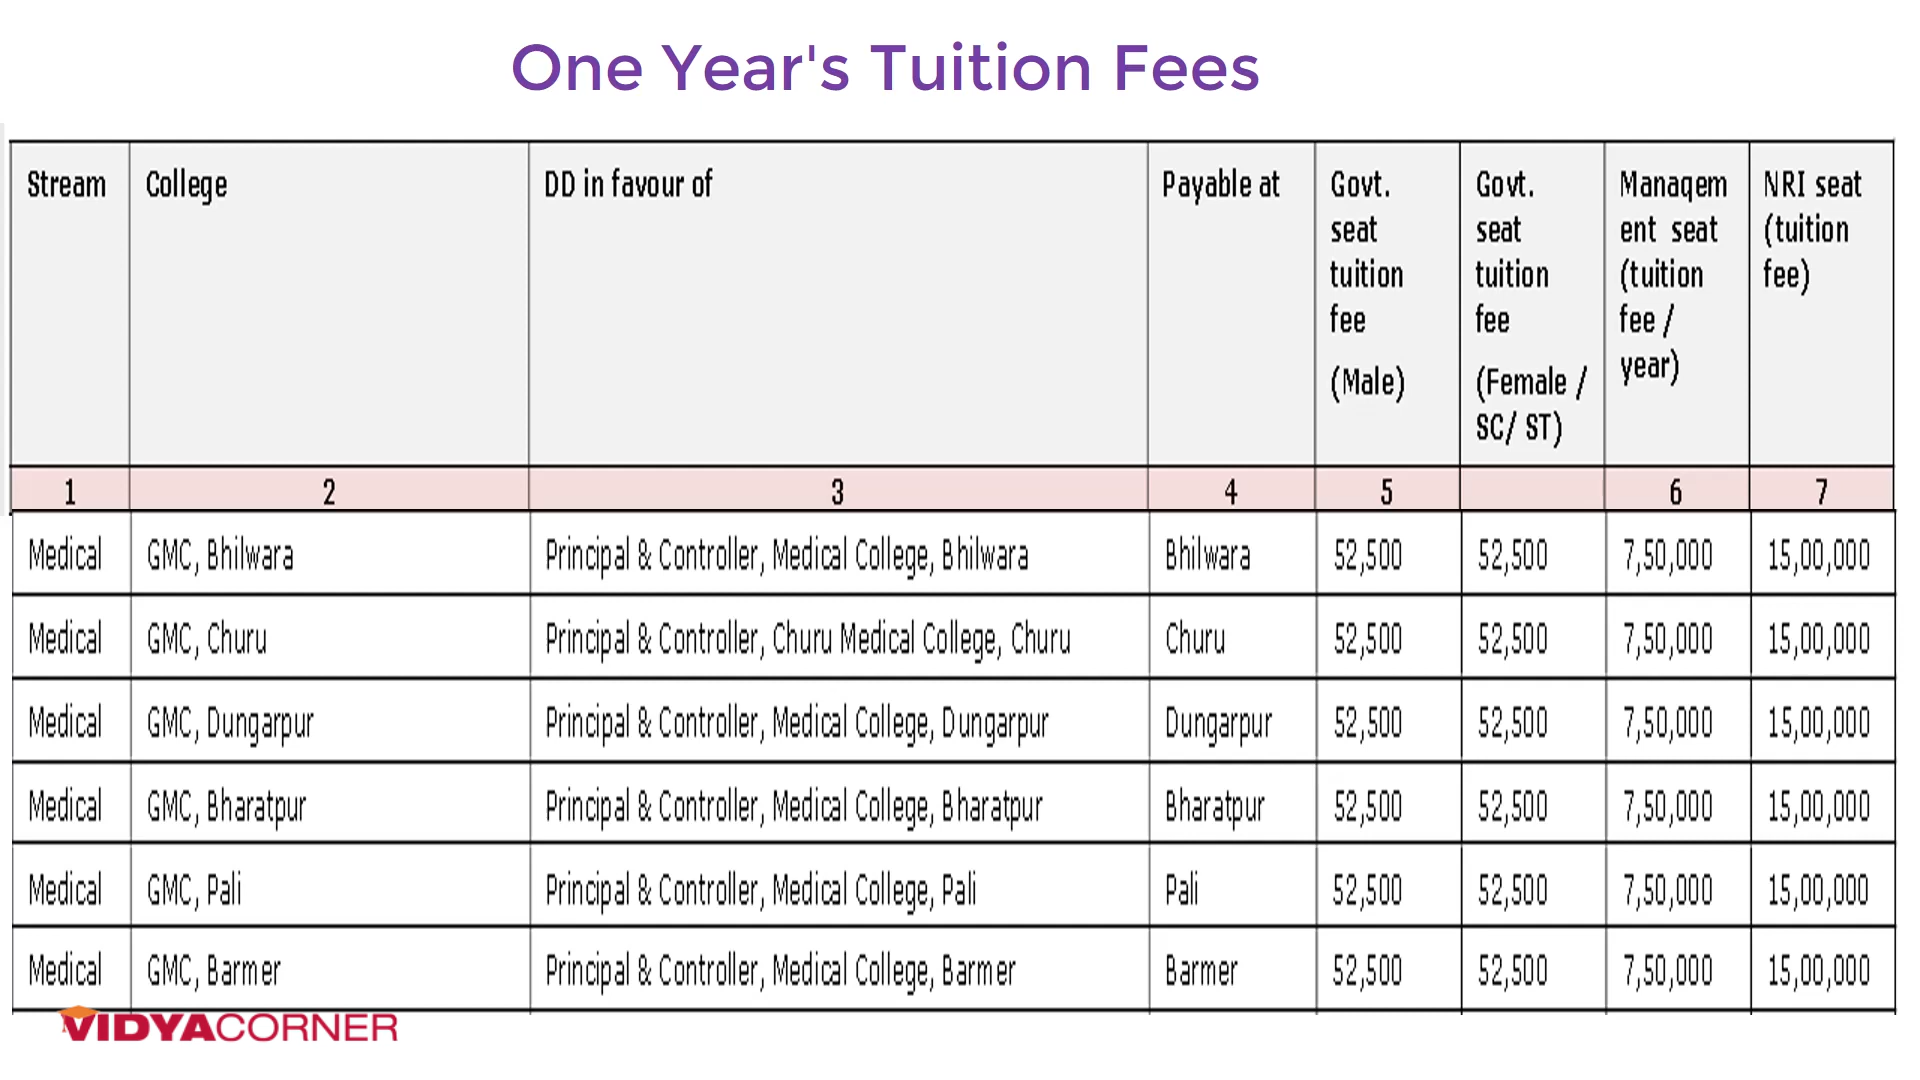 One Year's Tuition Fees
Stream College DD in favour of Payable at Govt. seat tuition fee (Male) Govt. seat tuition fee (Female / SC/ ST) Manaqem ent seat (tuition fee / year) NRI seat (tuition fee)
1 2 3 4 5 6 7
Medical GMC, Bhilwara Principal & Controller, Medical College, Bhilwara Bhilwara 52,500 52,500 7,50,000 15,00,000
Medical GMC, Churu Principal & Controller, Churu Medical College, Churu Churu 52,500 52,500 7,50,000 15,00,000
Medical GMC, Dungarpur Principal & Controller, Medical College, Dungarpur Dungarpur 52,500 52,500 7,50,000 15,00,000
Medical GMC, Bharatpur Principal & Controller, Medical College, Bharatpur Bharatpur 52,500 52,500 7,50,000 15,00,000
Medical GMC, Pali Principal & Controller, Medical College, Pali Pali 52,500 52,500 7,50,000 15,00,000
Medical GMC, Barmer Principal & Controller, Medical College, Barmer Barmer 52,500 52,500 7,50,000 15,00,000
VIDYACORNER